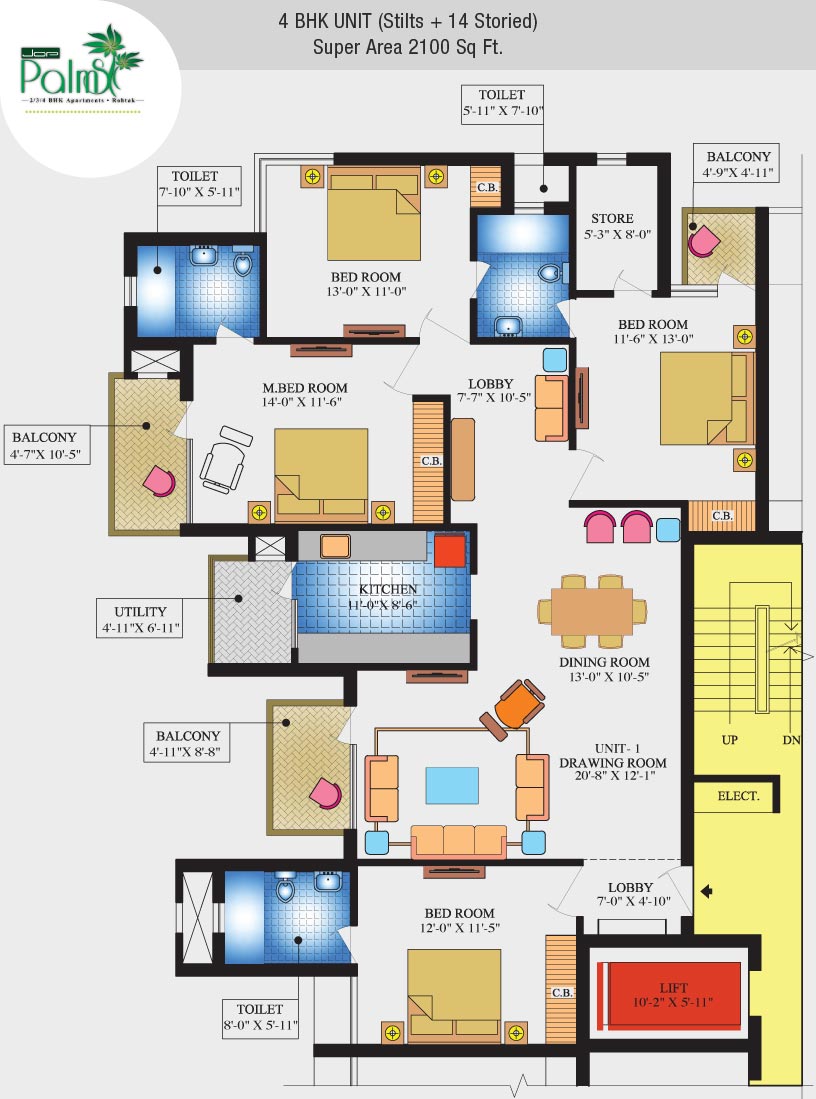 4 BHK UNIT (Stilts + 14 Storied)
Super Area 2100 Sq Ft.
JOP
Palms
2/3/4 BHK Apartments • Rohtak
TOILET
5'-11" X 7'-10"
BALCONY
4'-9"X 4'-11"
TOILET
7'-10" X 5'-11"
C.B.
STORE
5'-3" X 8'-0"
BED ROOM
13'-0" X 11'-0"
BED ROOM
11'-6" X 13'-0"
M.BED ROOM
14'-0" X 11'-6"
LOBBY
7'-7" X 10'-5"
BALCONY
4'-7"X 10'-5"
C.B.
C.B.
KITCHEN
11'-0"X 8'-6"
UTILITY
4'-11"X 6'-11"
DINING ROOM
13'-0" X 10'-5"
BALCONY
4'-11"X 8'-8"
UNIT- 1
DRAWING ROOM
20'-8" X 12'-1"
UP
DN
ELECT.
LOBBY
7'-0" X 4'-10"
BED ROOM
12'-0" X 11'-5"
C.B.
LIFT
10'-2" X 5'-11"
TOILET
8'-0" X 5'-11"